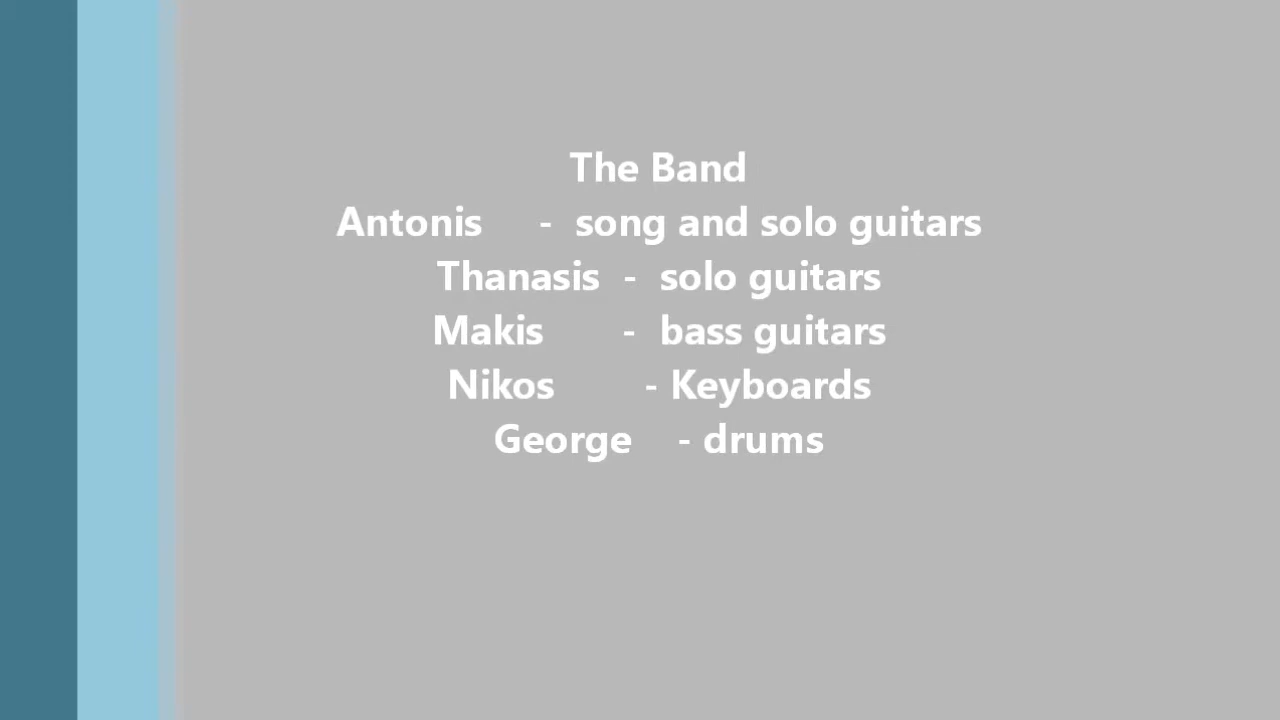 The Band
Antonis - song and solo guitars
Thanasis - solo guitars
Makis - bass guitars
Nikos - Keyboards
George - drums